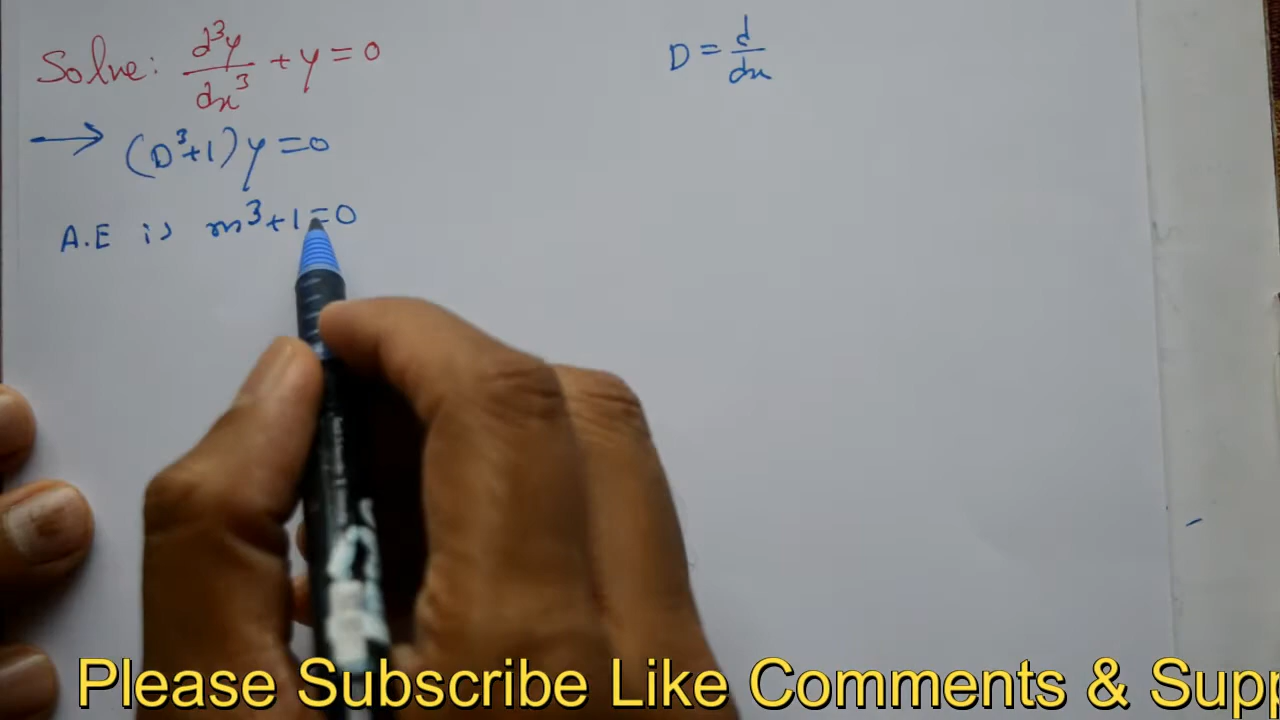 Solve: d³y/dx³ + y = 0
D = d/dx
(D³+1) y = 0
A.E is m³+1=0
Please Subscribe Like Comments & Supp